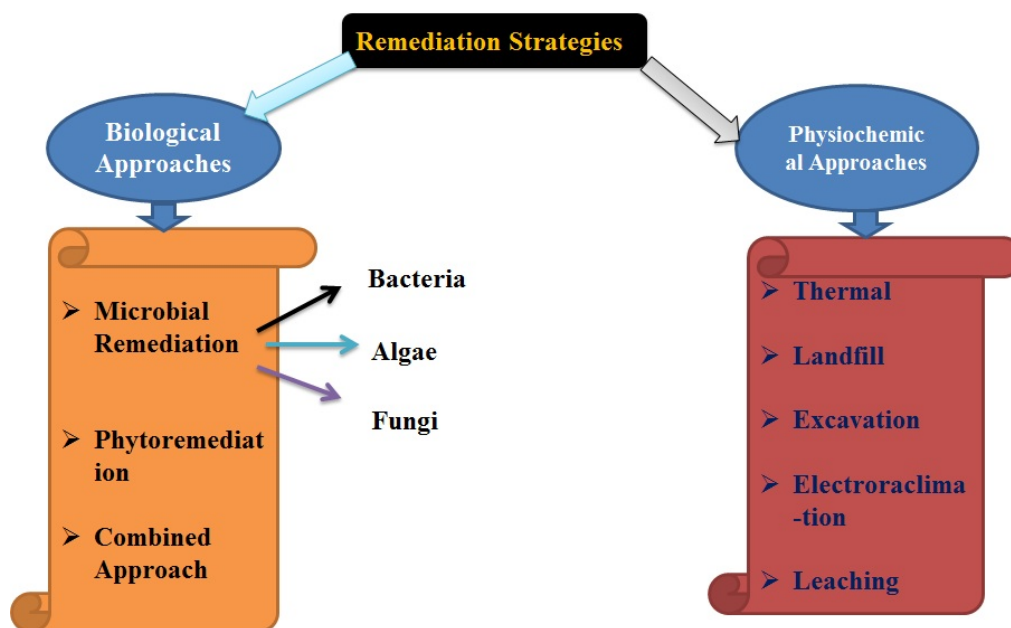 Remediation Strategies
Biological
Approaches
Physiochemic
al Approaches
Microbial
Remediation
Bacteria
Algae
Fungi
Phytoremediat
ion
Combined
Approach
Thermal
Landfill
Excavation
Electroraclima
-tion
Leaching